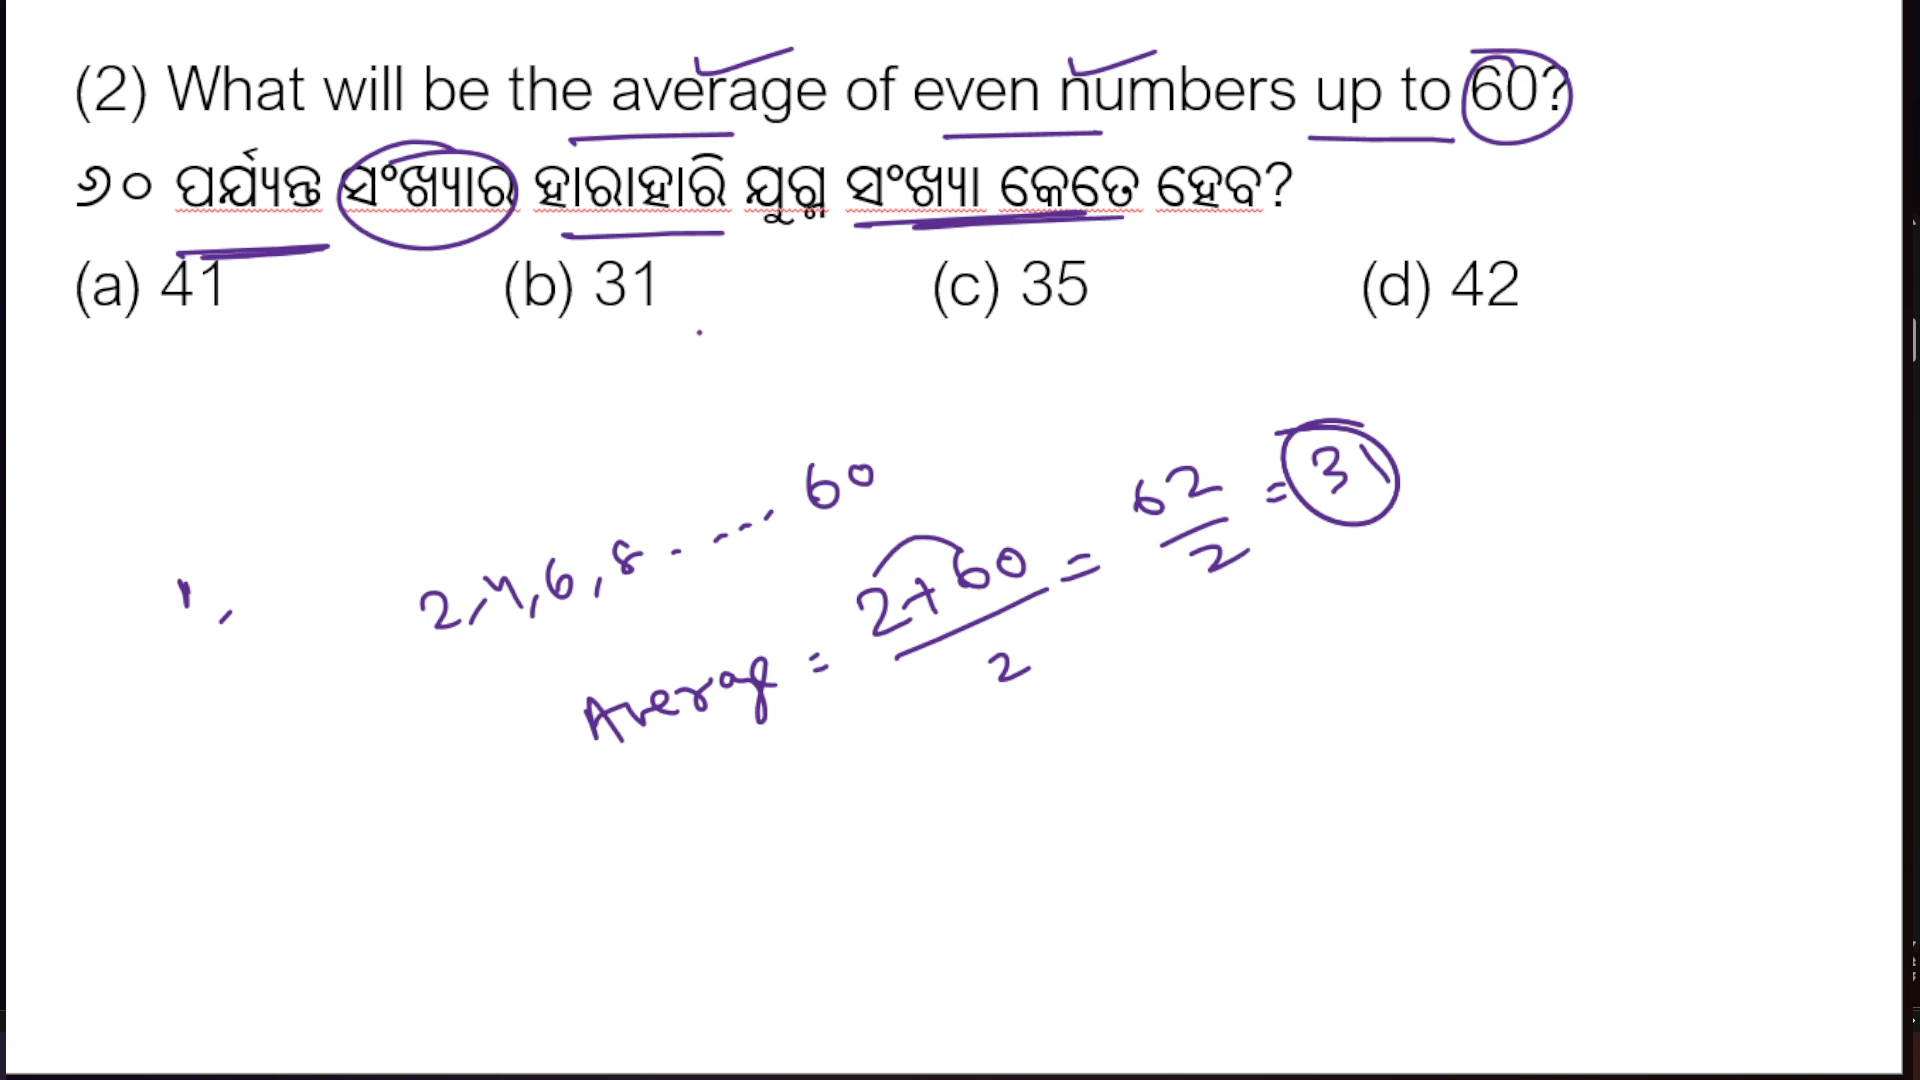 (2) What will be the average of even numbers up to 60?
୬୦ ପର୍ଯ୍ୟନ୍ତ ସଂଖ୍ୟାର ହାରାହାରି ଯୁଗ୍ମ ସଂଖ୍ୟା କେତେ ହେବ?
(a) 41 (b) 31 (c) 35 (d) 42
2,4,6,8 . --- 60
Average = 2+60/2 = 62/2 = 31